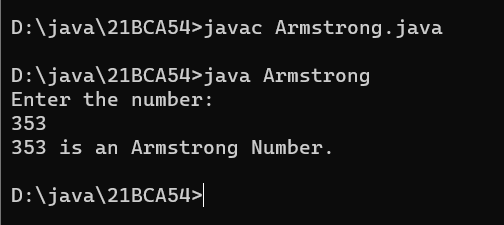 D:\java\21BCA54>javac Armstrong.java
D:\java\21BCA54>java Armstrong
Enter the number:
353
353 is an Armstrong Number.
D:\java\21BCA54>